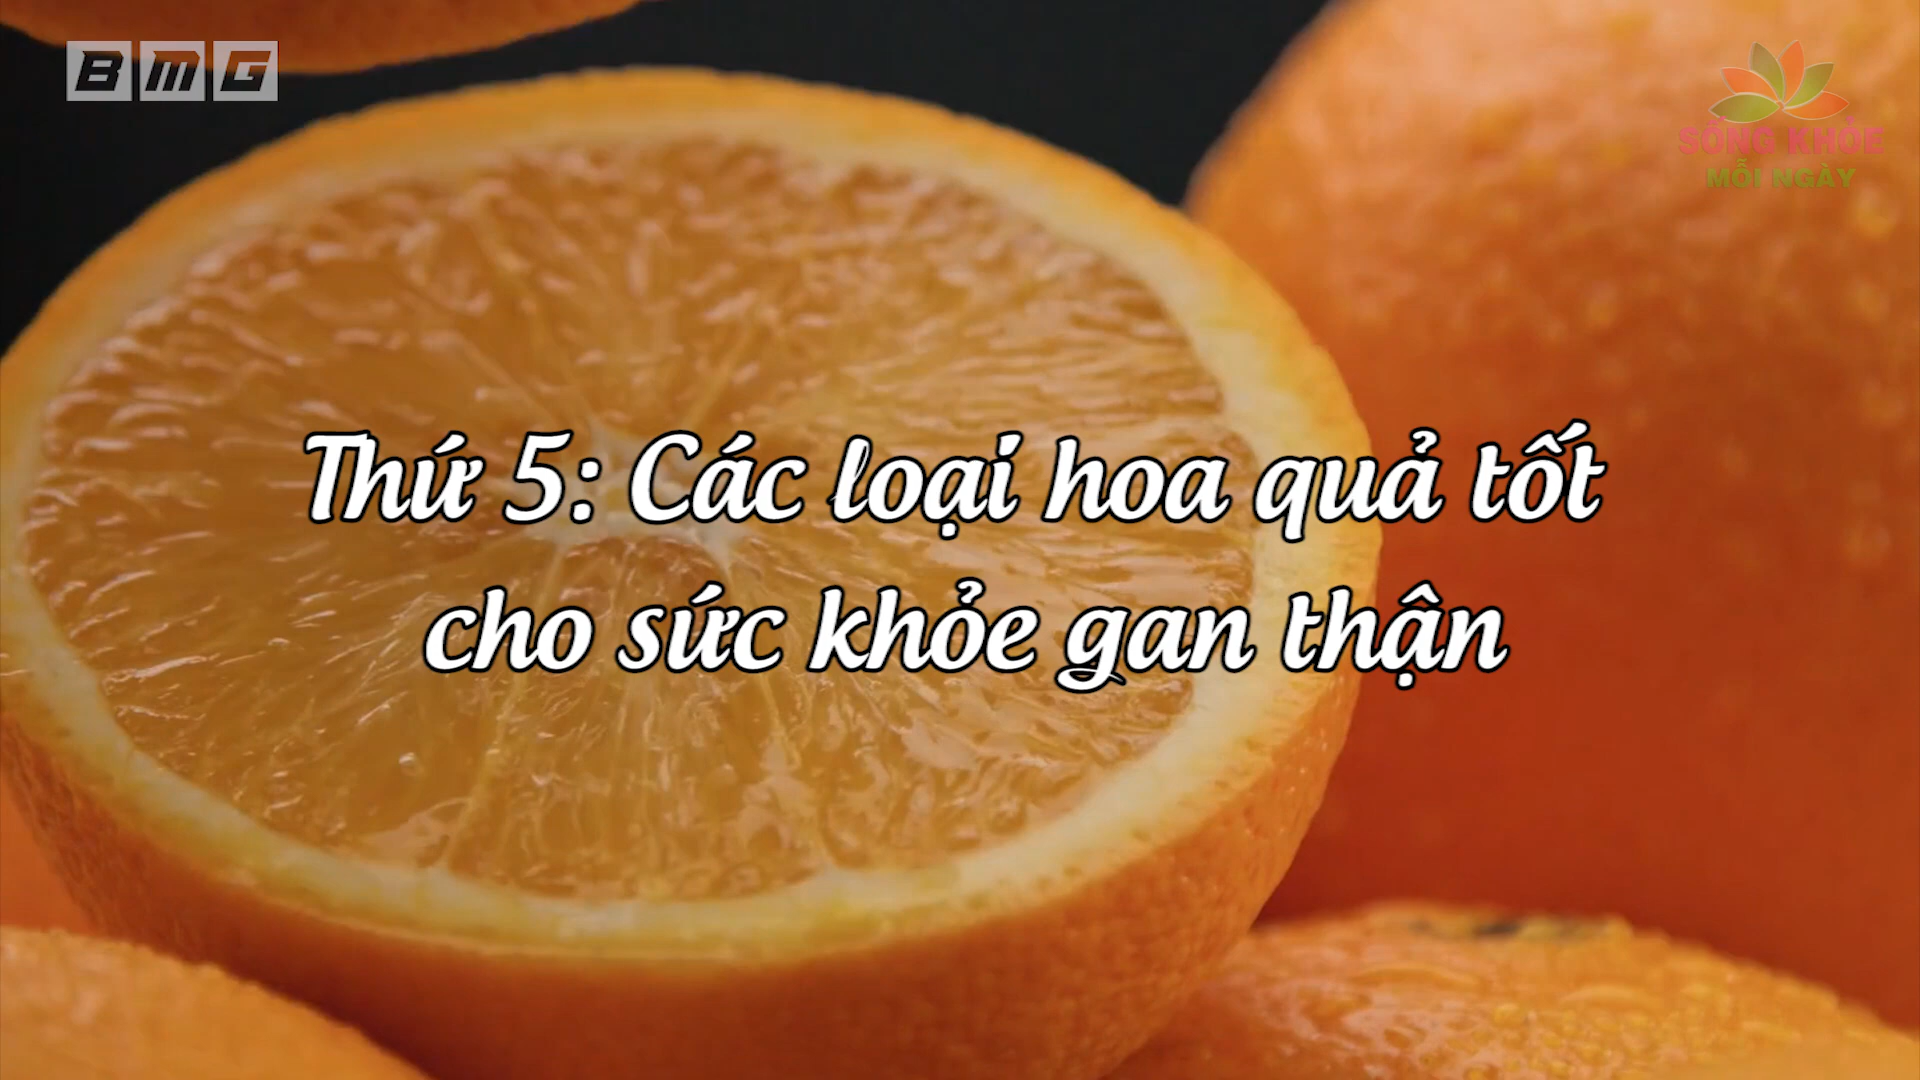 BMG
SỐNG KHỎE
MỖI NGÀY
Thứ 5: Các loại hoa quả tốt
cho sức khỏe gan thận